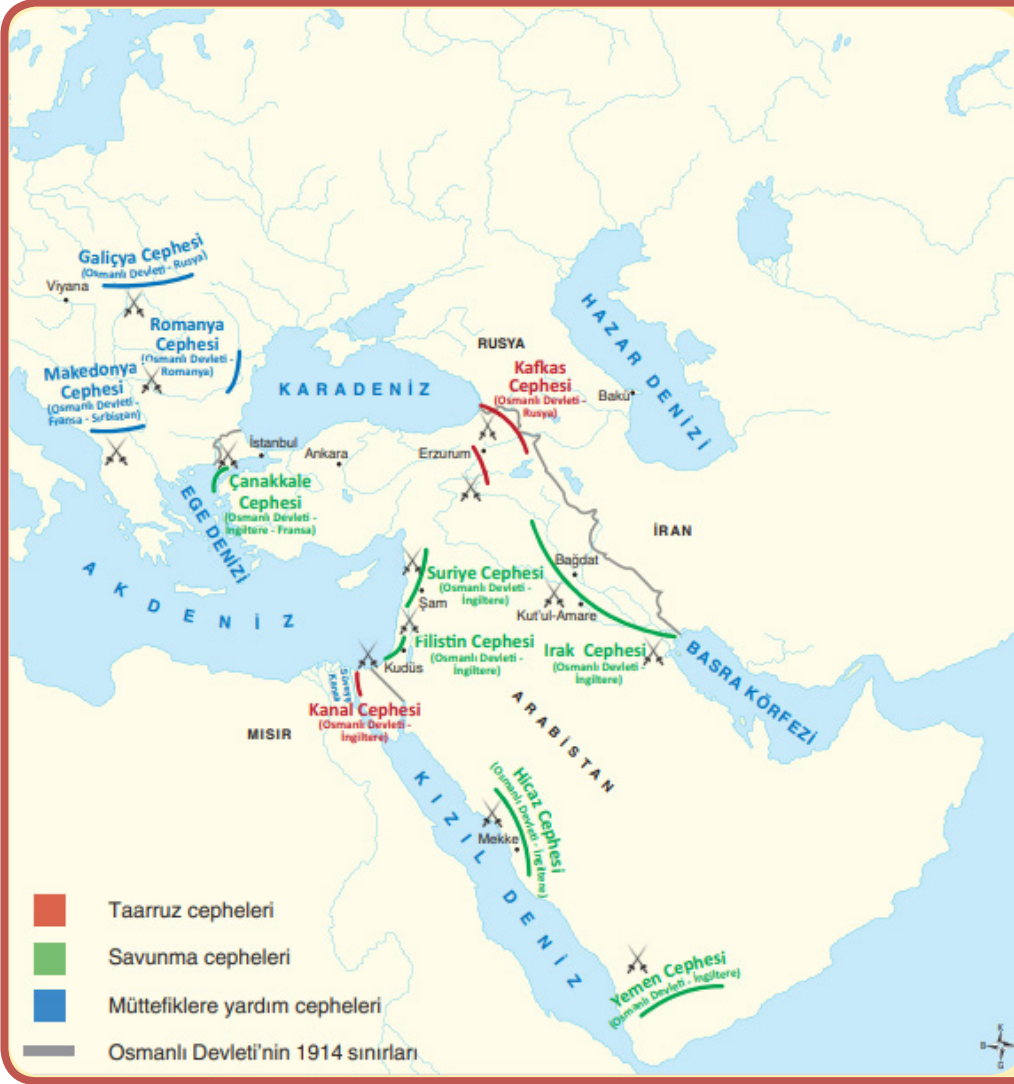 Galiçya Cephesi
(Osmanlı Devleti - Rusya)
Viyana
Romanya
Cephesi
(Osmanlı Devleti -
Romanya)
Makedonya
Cephesi
(Osmanlı Devleti -
Fransa - Sırbistan)
KARADENİZ
HAZAR DENİZİ
RUSYA
Kafkas
Cephesi
(Osmanlı Devleti -
Rusya)
Bakü
İstanbul
Ankara
Erzurum
Çanakkale
Cephesi
(Osmanlı Devleti -
İngiltere - Fransa)
EGE DENİZİ
AKDENİZ
İRAN
Bağdat
Suriye Cephesi
(Osmanlı Devleti -
İngiltere)
Şam
Kut'ul-Amare
Filistin Cephesi
(Osmanlı Devleti -
İngiltere)
Kudüs
Irak Cephesi
(Osmanlı Devleti -
İngiltere)
BASRA KÖRFEZİ
Süveyş
Kanalı
Kanal Cephesi
(Osmanlı Devleti -
İngiltere)
MISIR
ARABİSTAN
KIZIL DENİZ
Hicaz Cephesi
(Osmanlı Devleti - İngiltere)
Mekke
Yemen Cephesi
(Osmanlı Devleti - İngiltere)
Taarruz cepheleri
Savunma cepheleri
Müttefiklere yardım cepheleri
Osmanlı Devleti'nin 1914 sınırları
K
B
G